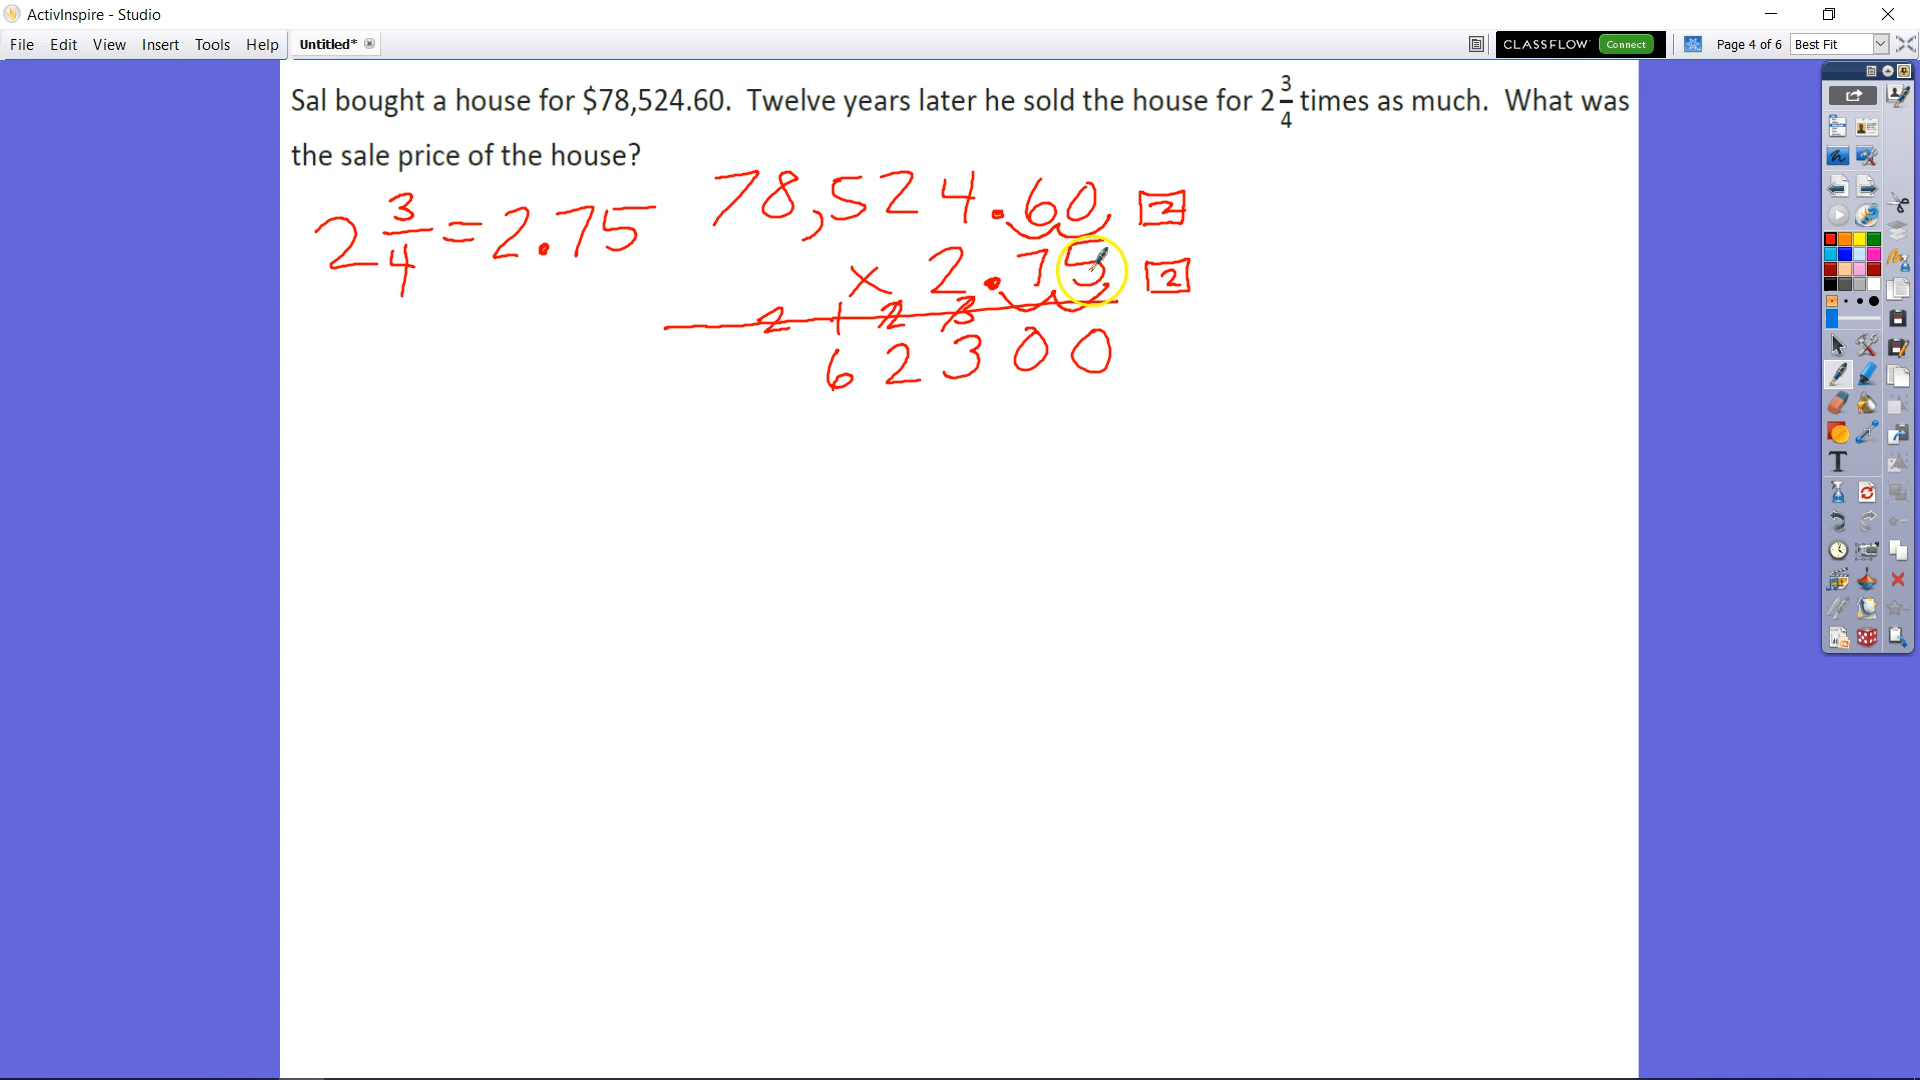 ActivInspire - Studio
File Edit View Insert Tools Help Untitled* CLASSFLOW Connect Page 4 of 6 Best Fit
Sal bought a house for $78,524.60. Twelve years later he sold the house for 2 3/4 times as much. What was
the sale price of the house?
78,524.60 2
2 3/4 = 2.75
x 2.75 2
2 1 2 3
62300